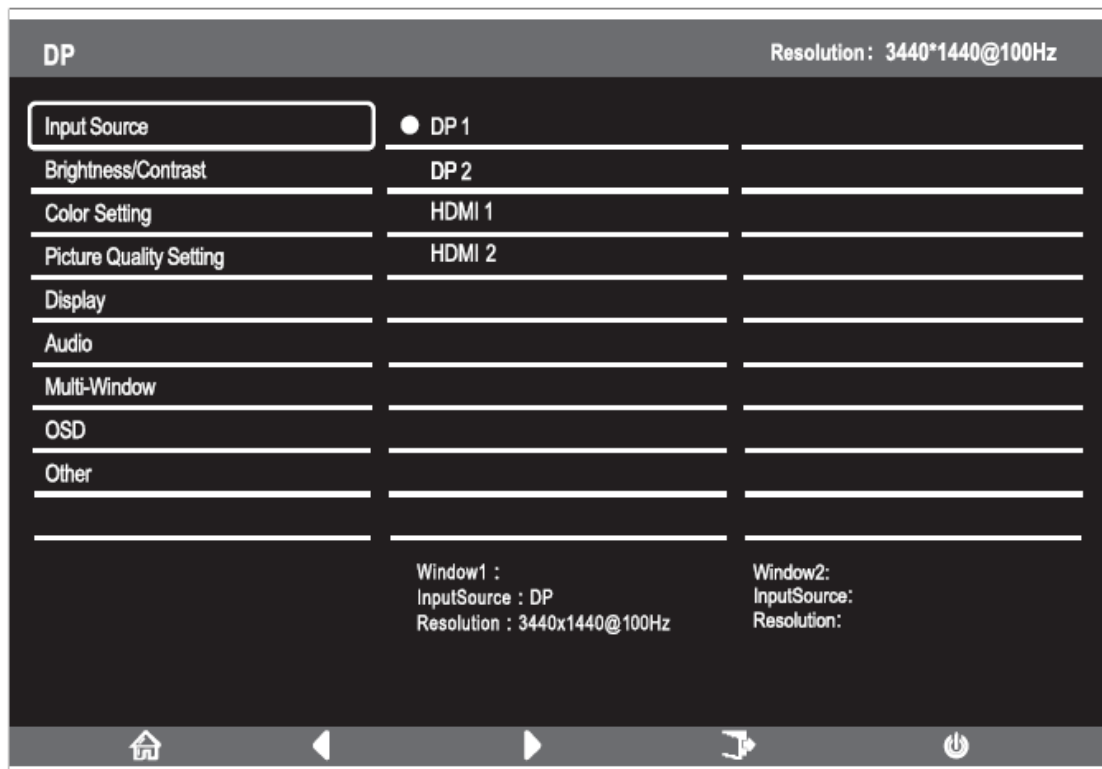 DP
Resolution: 3440*1440@100Hz
Input Source
DP 1
Brightness/Contrast
DP 2
Color Setting
HDMI 1
Picture Quality Setting
HDMI 2
Display
Audio
Multi-Window
OSD
Other
Window1 :
InputSource : DP
Resolution : 3440x1440@100Hz
Window2:
InputSource:
Resolution: